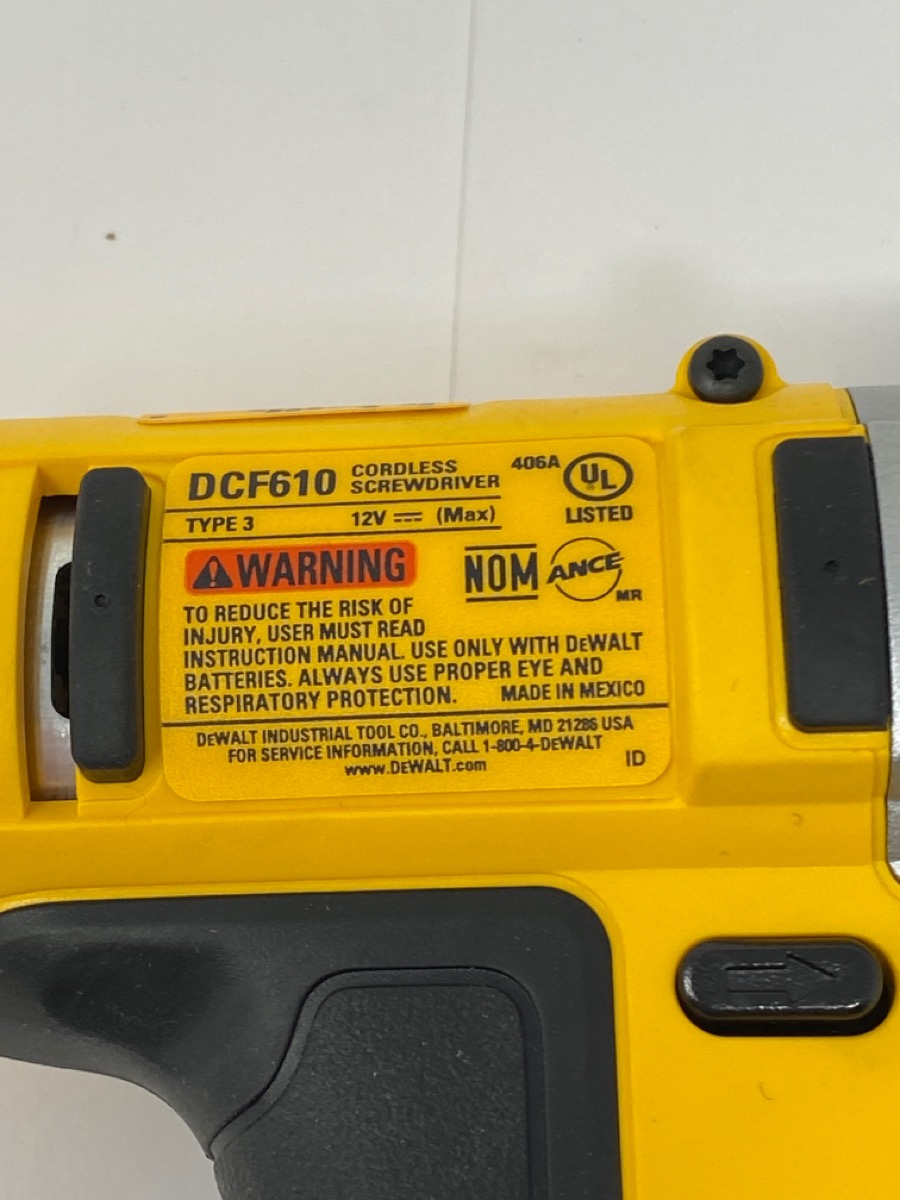 DCF610 CORDLESS SCREWDRIVER
406A UL
LISTED
TYPE 3 12V ⎓ (Max)
WARNING
NOM ANCE MR
TO REDUCE THE RISK OF
INJURY, USER MUST READ
INSTRUCTION MANUAL. USE ONLY WITH DEWALT
BATTERIES. ALWAYS USE PROPER EYE AND
RESPIRATORY PROTECTION. MADE IN MEXICO
DEWALT INDUSTRIAL TOOL CO., BALTIMORE, MD 21286 USA
FOR SERVICE INFORMATION, CALL 1-800-4-DEWALT
www.DEWALT.com ID